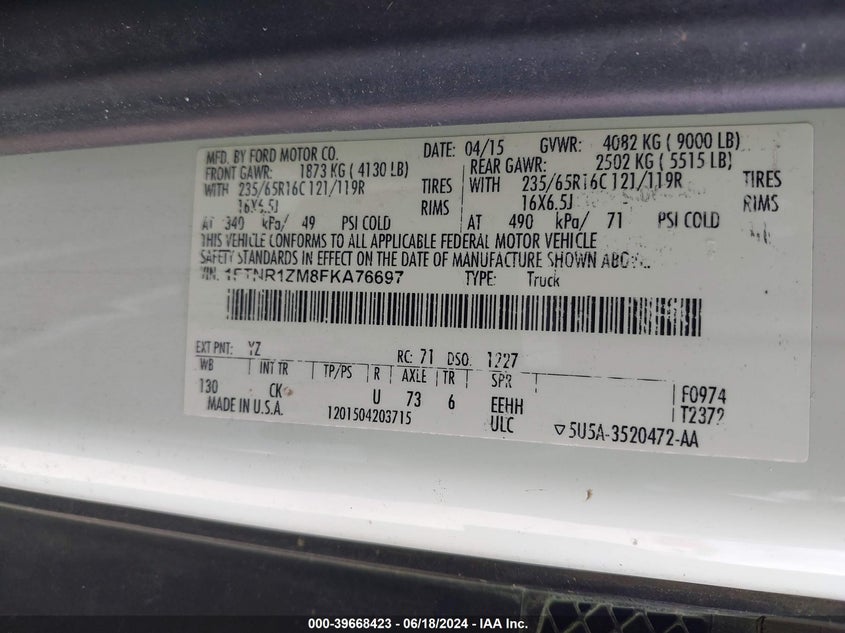 MFD. BY FORD MOTOR CO. DATE: 04/15 GVWR: 4082 KG ( 9000 LB)
FRONT GAWR: 1873 KG ( 4130 LB) REAR GAWR: 2502 KG ( 5515 LB)
WITH 235/65R16C 121/119R TIRES WITH 235/65R16C 121/119R TIRES
16X6.5J RIMS 16X6.5J RIMS
AT 340 kPa/ 49 PSI COLD AT 490 kPa/ 71 PSI COLD
THIS VEHICLE CONFORMS TO ALL APPLICABLE FEDERAL MOTOR VEHICLE
SAFETY STANDARDS IN EFFECT ON THE DATE OF MANUFACTURE SHOWN
VIN: 1FTNR1ZM8FKA76697 TYPE: Truck
EXT PNT: YZ RC: 71 DSO: 1227
WB INT TR TP/PS R AXLE TR SPR
130 CK U 73 6 EEHH F0974
MADE IN U.S.A. 1201504203715 ULC T2372
▽5U5A-3520472-AA
000-39668423 - 06/18/2024 - IAA Inc.